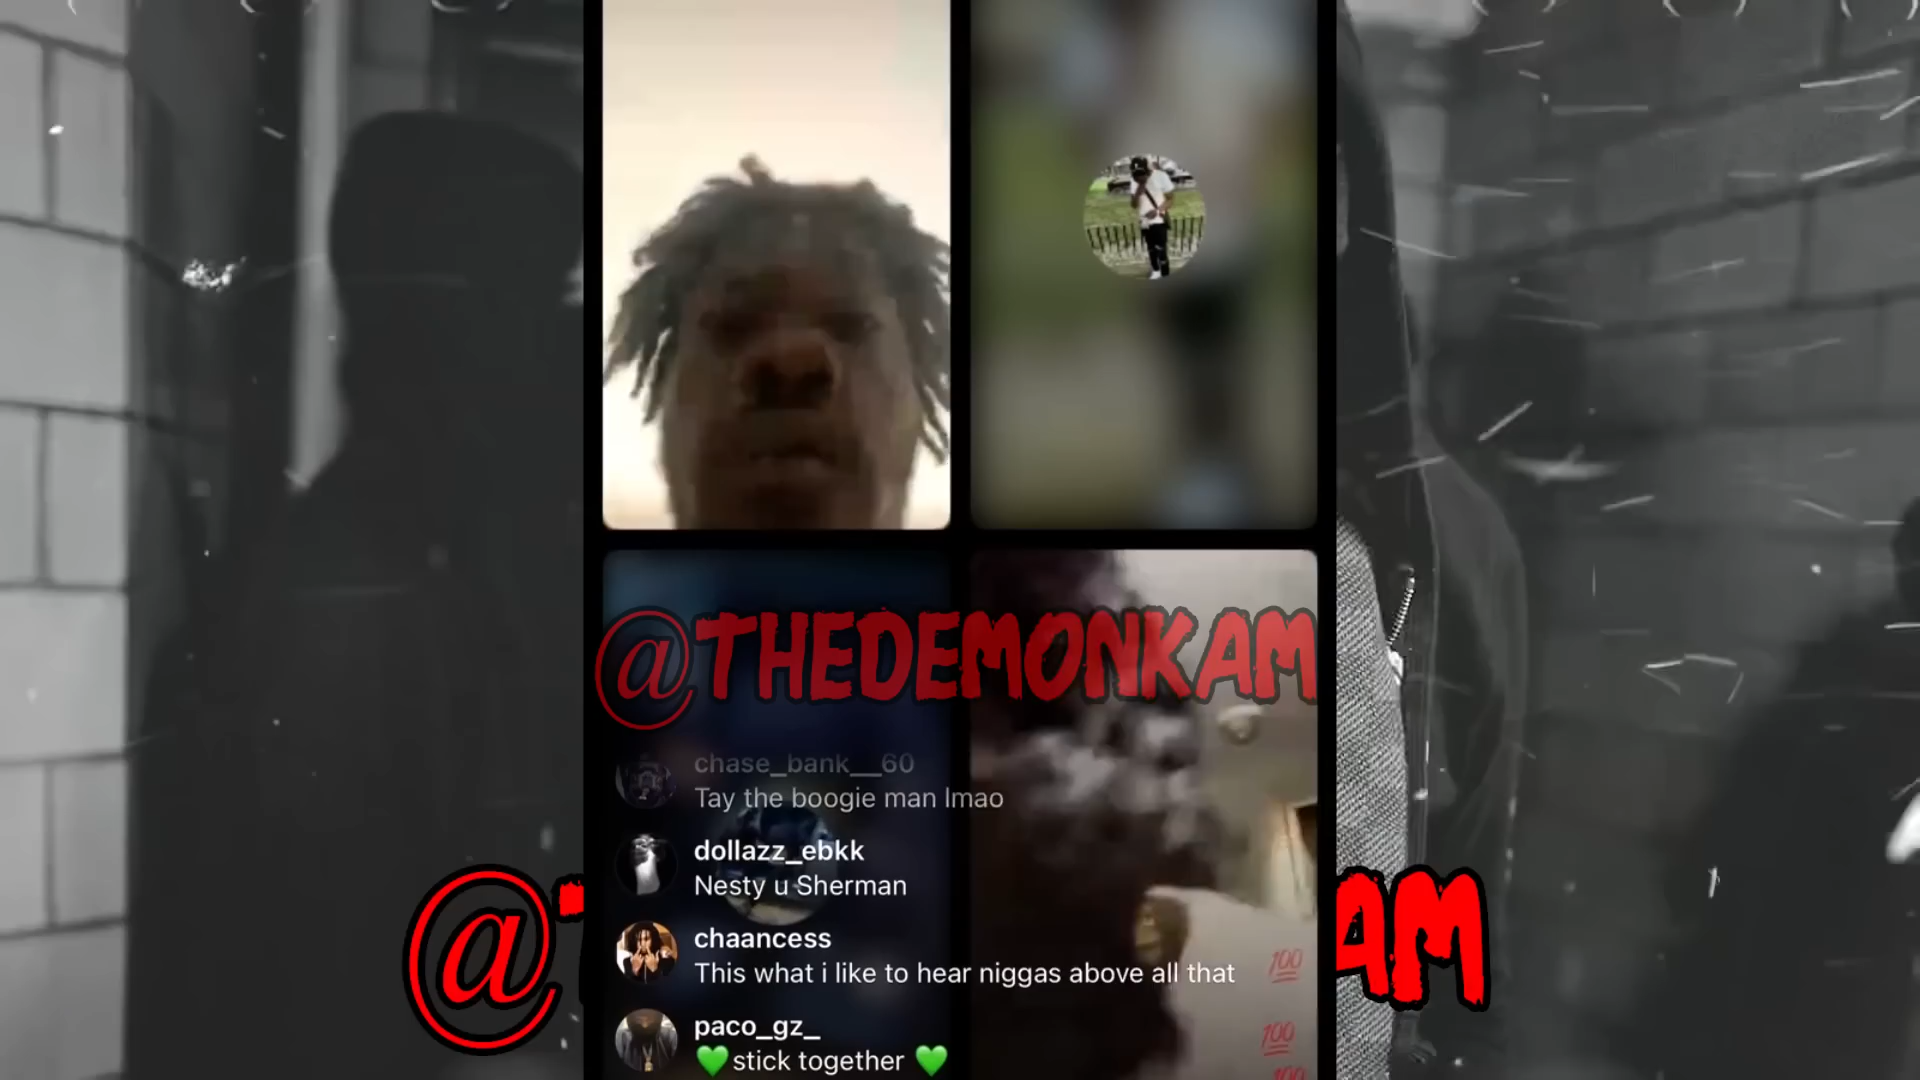 @THEDEMONKAM
chase_bank__60
Tay the boogie man lmao
dollazz_ebkk
Nesty u Sherman
chaancess
This what i like to hear niggas above all that
💯
paco_gz_
💚stick together 💚
💯
💯
@T AM